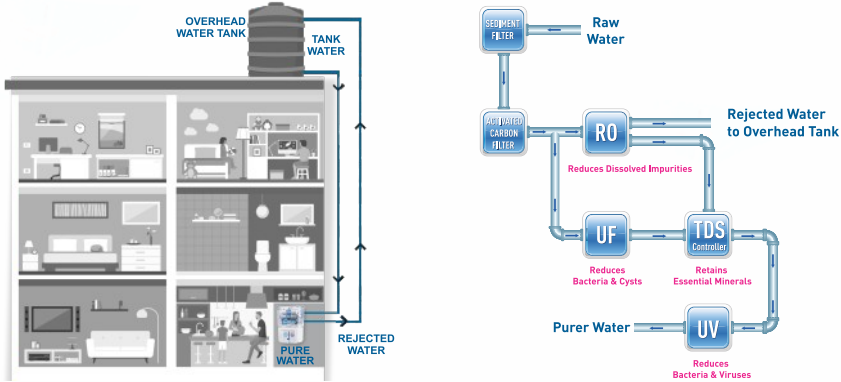 OVERHEAD
WATER TANK
TANK
WATER
PURE
WATER
REJECTED
WATER
SEDIMENT
FILTER
Raw
Water
ACTIVATED
CARBON
FILTER
RO
Rejected Water
to Overhead Tank
Reduces Dissolved Impurities
UF
TDS
Controller
Reduces
Bacteria & Cysts
Retains
Essential Minerals
Purer Water
UV
Reduces
Bacteria & Viruses